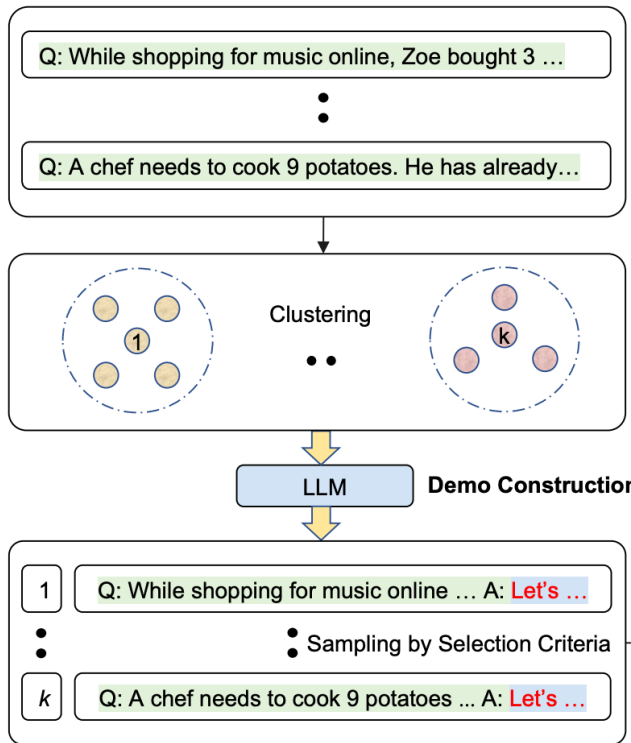 Q: While shopping for music online, Zoe bought 3 …
Q: A chef needs to cook 9 potatoes. He has already…
Clustering
1
k
LLM
Demo Construction
1
Q: While shopping for music online … A: Let's …
Sampling by Selection Criteria
k
Q: A chef needs to cook 9 potatoes ... A: Let's …